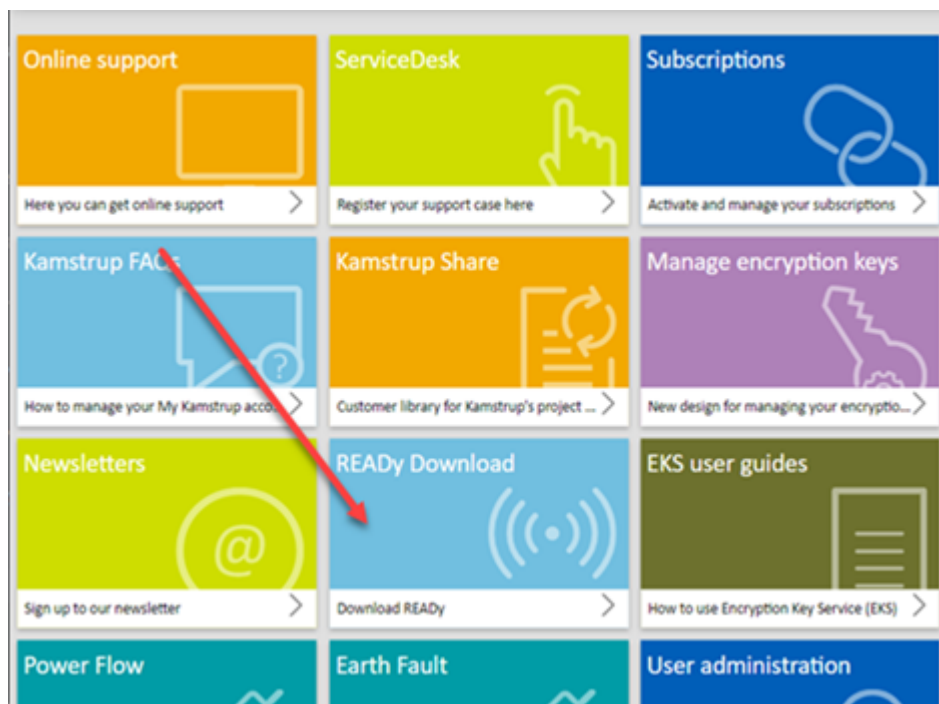 Online support
ServiceDesk
Subscriptions
Here you can get online support
Register your support case here
Activate and manage your subscriptions
Kamstrup FAQs
Kamstrup Share
Manage encryption keys
?
How to manage your My Kamstrup acco...
Customer library for Kamstrup's project ...
New design for managing your encryptio...
Newsletters
READy Download
EKS user guides
@
Sign up to our newsletter
Download READy
How to use Encryption Key Service (EKS)
Power Flow
Earth Fault
User administration